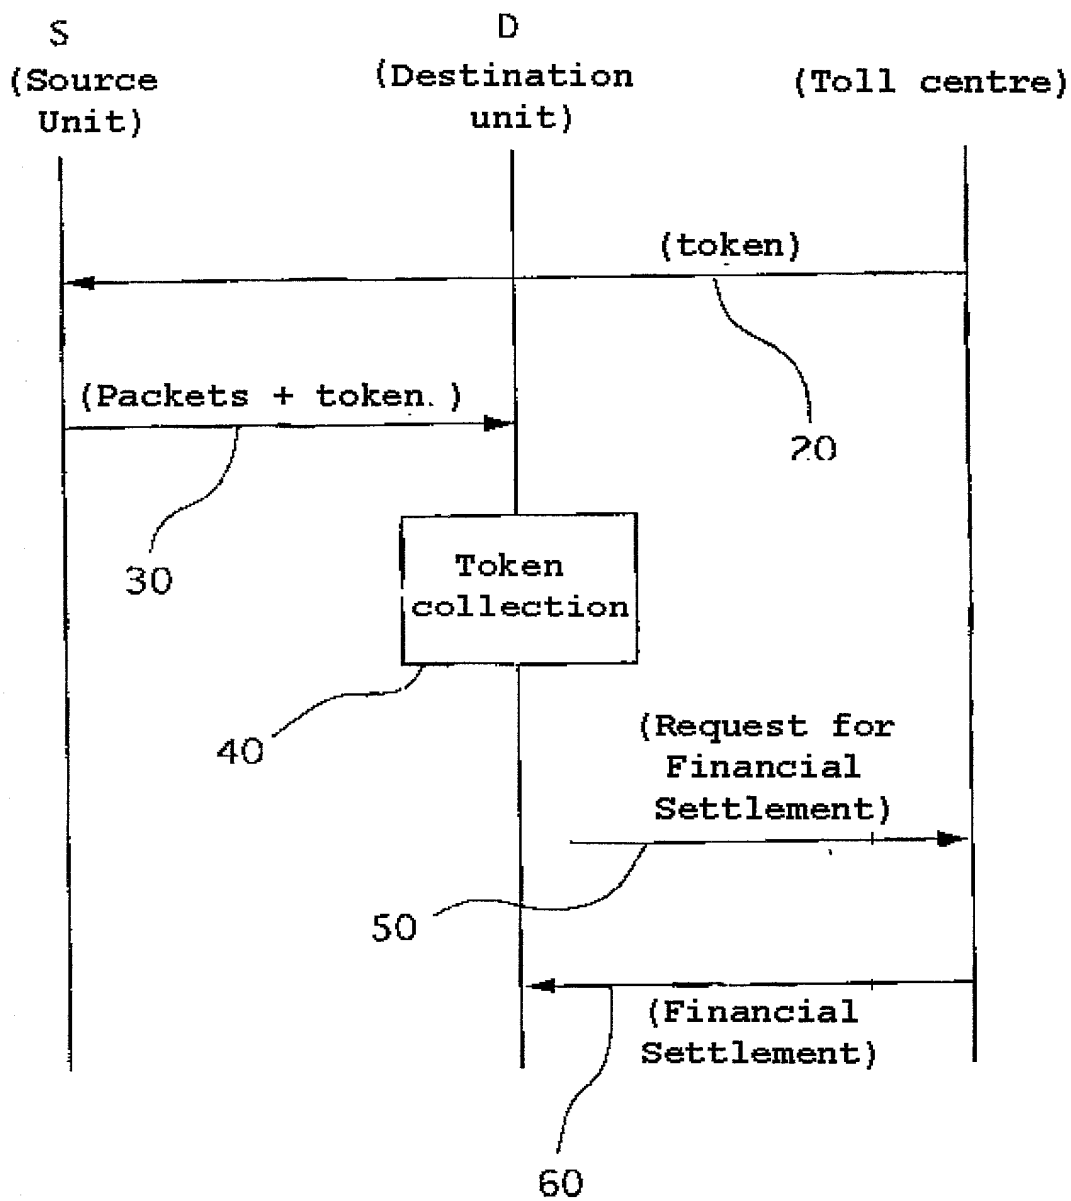 S
(Source
Unit)
D
(Destination
unit)
(Toll centre)
(token)
(Packets + token. )
20
30
Token
collection
40
(Request for
Financial
Settlement)
50
(Financial
Settlement)
60